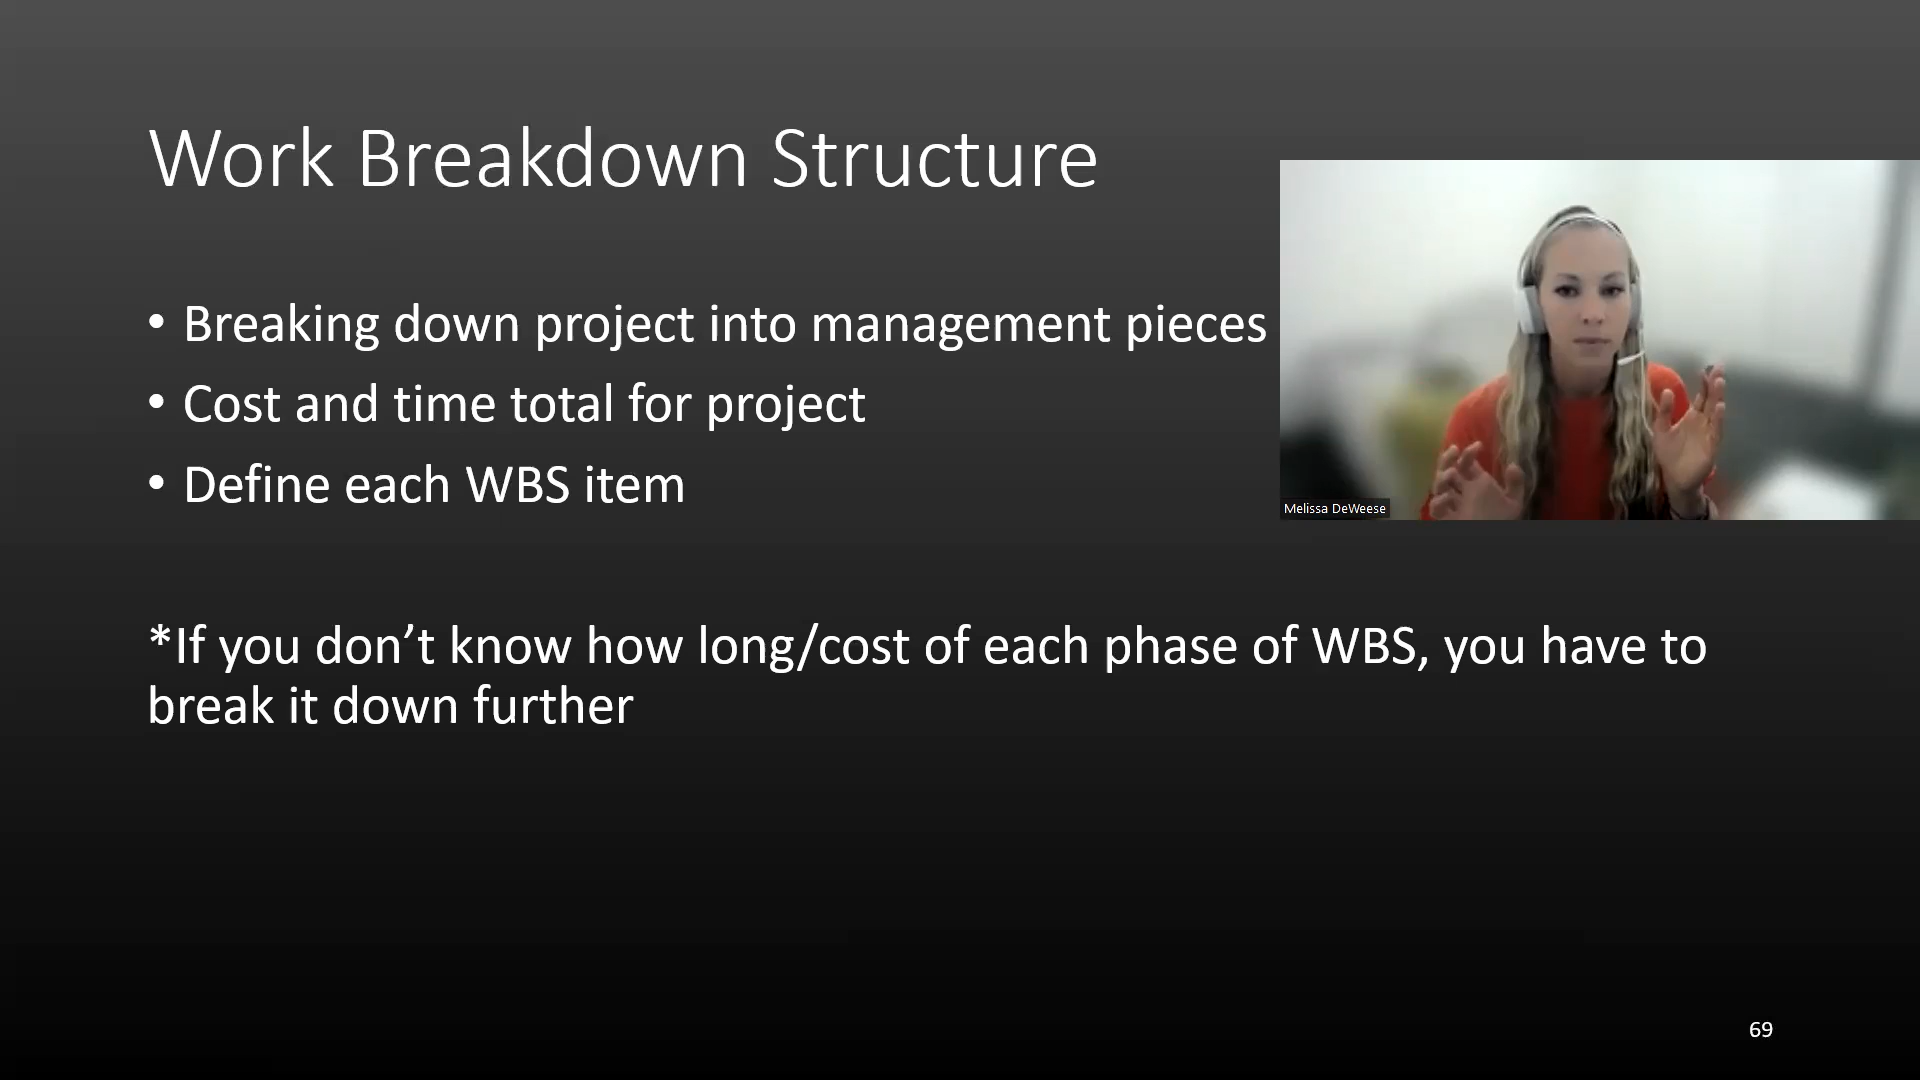 Work Breakdown Structure
• Breaking down project into management pieces
• Cost and time total for project
• Define each WBS item
Melissa DeWeese
*If you don’t know how long/cost of each phase of WBS, you have to
break it down further
69